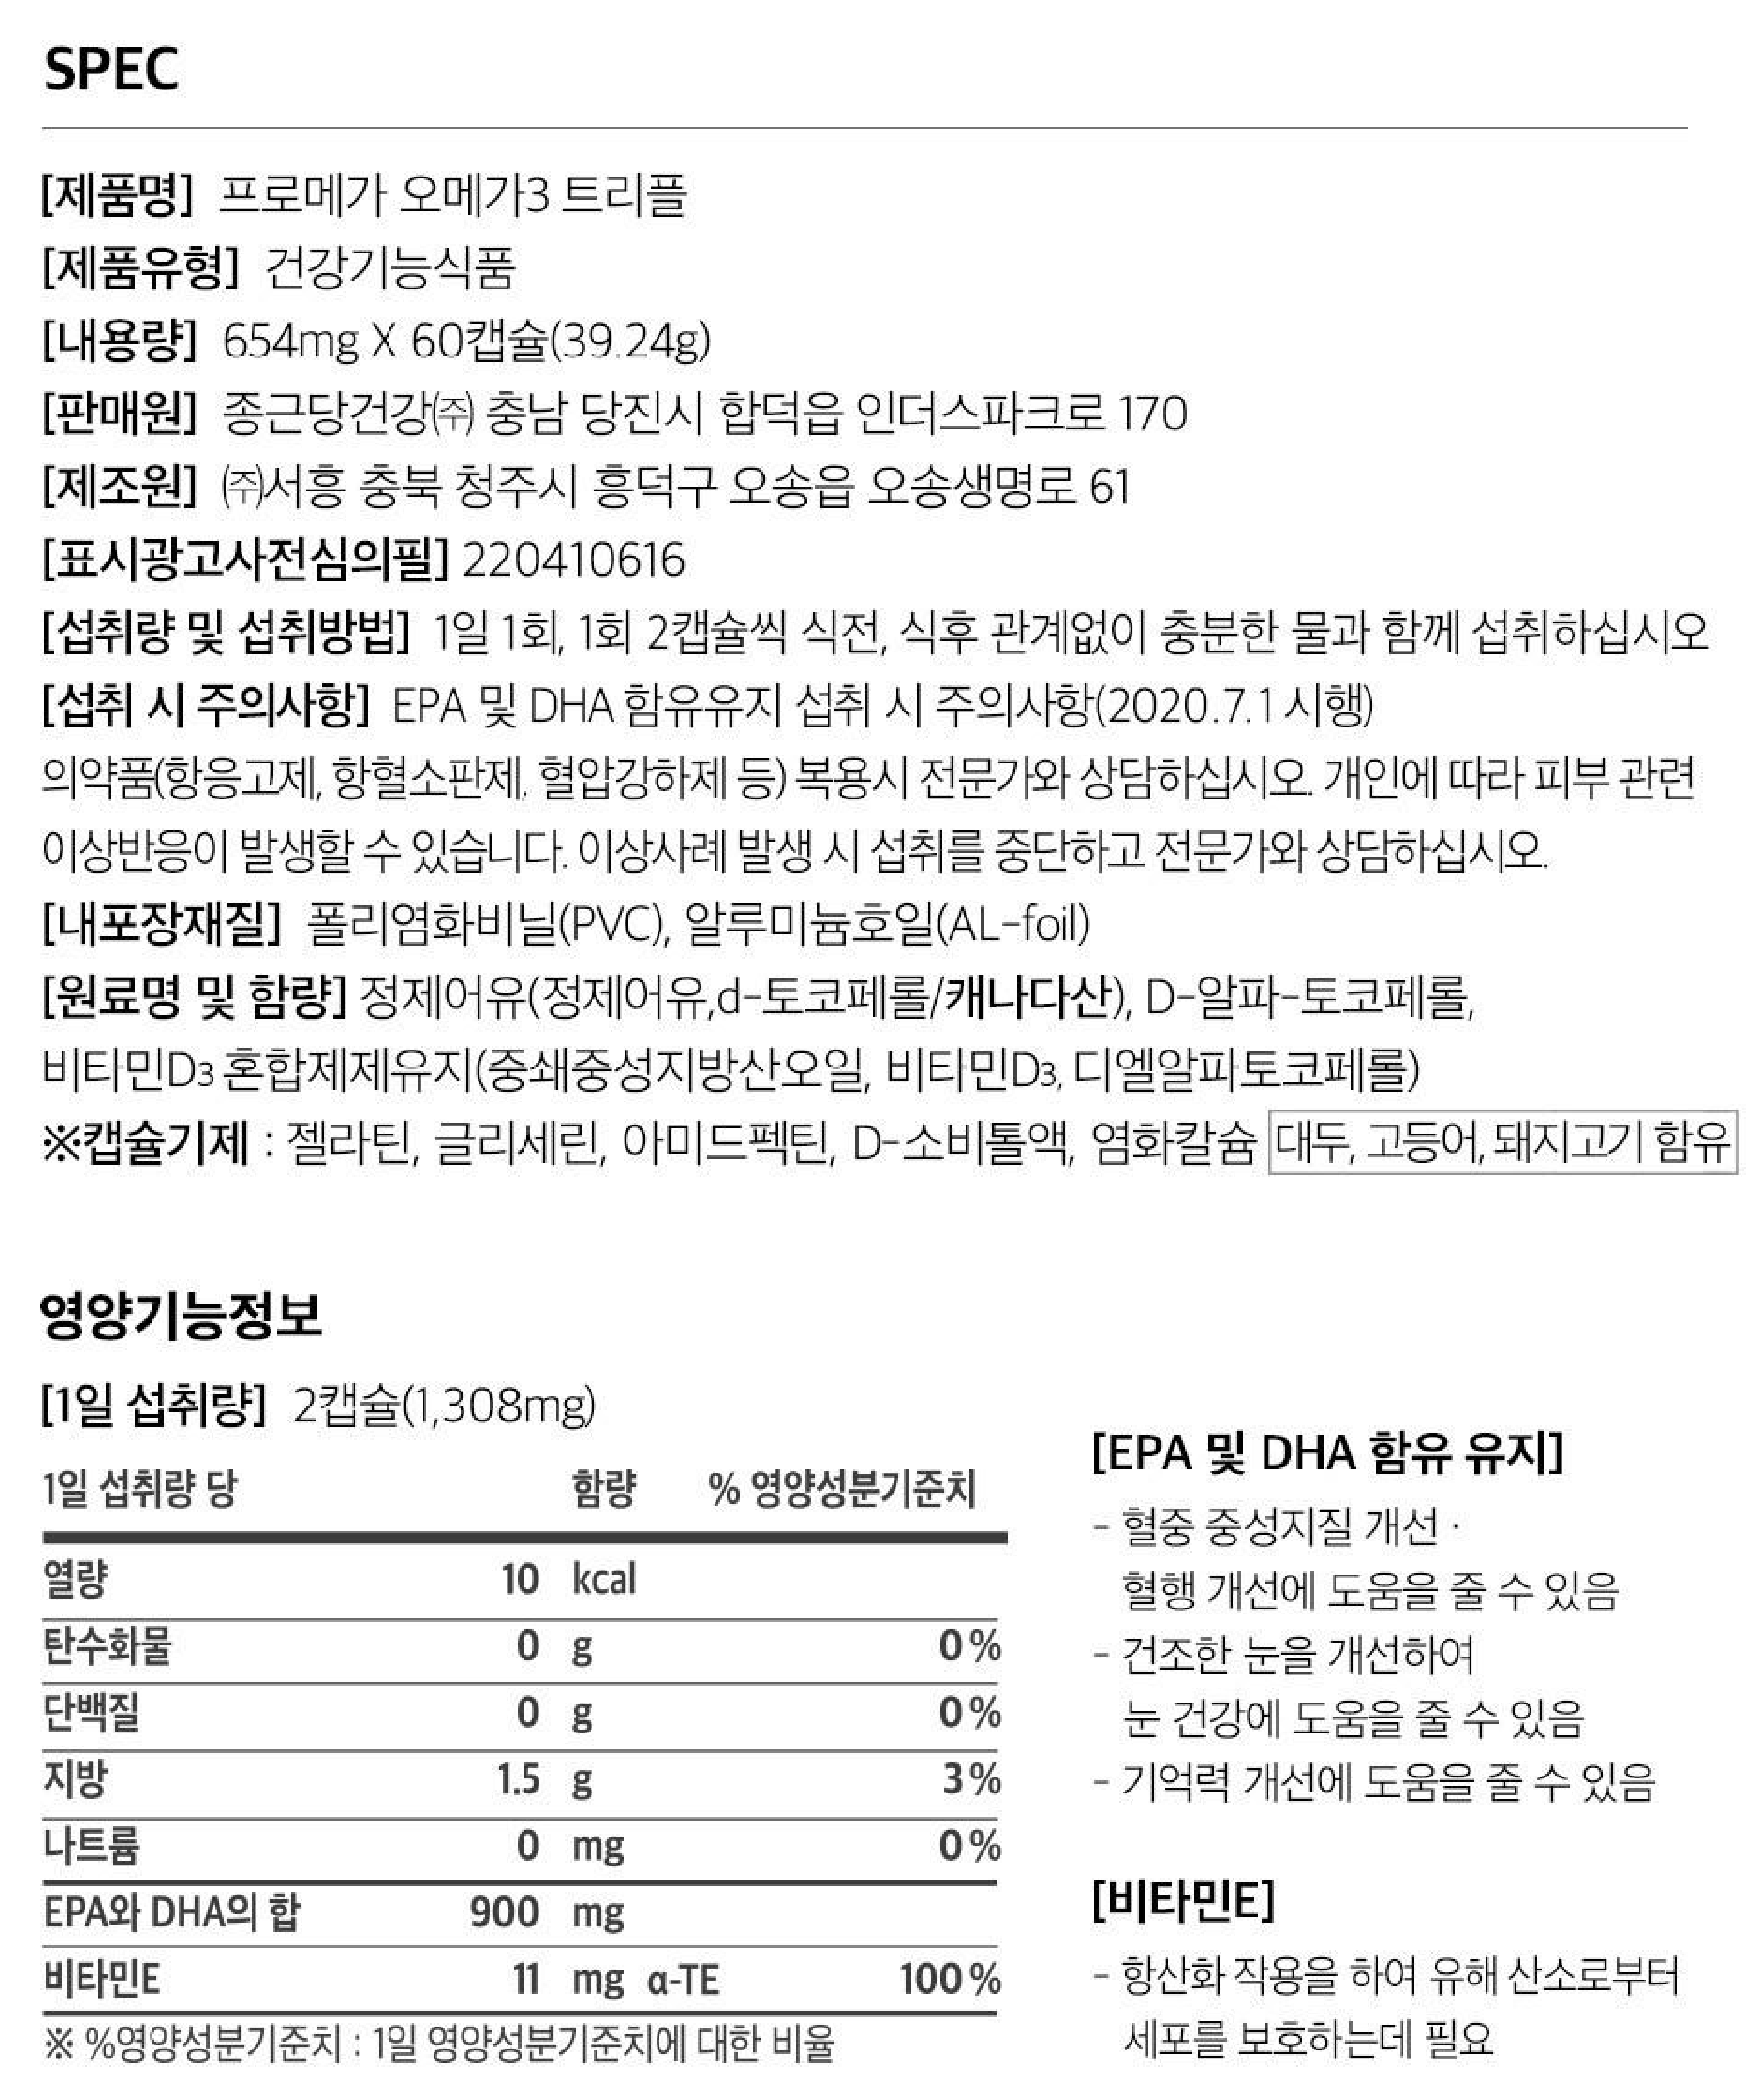 SPEC
[제품명] 프로메가 오메가3 트리플
[제품유형] 건강기능식품
[내용량] 654mg X 60캡슐(39.24g)
[판매원] 종근당건강㈜ 충남 당진시 합덕읍 인더스파크로 170
[제조원] ㈜서흥 충북 청주시 흥덕구 오송읍 오송생명로 61
[표시광고사전심의필] 220410616
[섭취량 및 섭취방법] 1일 1회, 1회 2캡슐씩 식전, 식후 관계없이 충분한 물과 함께 섭취하십시오
[섭취 시 주의사항] EPA 및 DHA 함유유지 섭취 시 주의사항(2020.7.1 시행)
의약품(항응고제, 항혈소판제, 혈압강하제 등) 복용시 전문가와 상담하십시오. 개인에 따라 피부 관련
이상반응이 발생할 수 있습니다. 이상사례 발생 시 섭취를 중단하고 전문가와 상담하십시오.
[내포장재질] 폴리염화비닐(PVC), 알루미늄호일(AL-foil)
[원료명 및 함량] 정제어유(정제어유,d-토코페롤/캐나다산), D-알파-토코페롤,
비타민D3 혼합제제유지(중쇄중성지방산오일, 비타민D3, 디엘알파토코페롤)
※캡슐기제 : 젤라틴, 글리세린, 아미드펙틴, D-소비톨액, 염화칼슘 대두, 고등어, 돼지고기 함유
영양기능정보
[1일 섭취량] 2캡슐(1,308mg)
1일 섭취량 당 함량 % 영양성분기준치
열량 10 kcal
탄수화물 0 g 0 %
단백질 0 g 0 %
지방 1.5 g 3 %
나트륨 0 mg 0 %
EPA와 DHA의 합 900 mg
비타민E 11 mg α-TE 100 %
※ %영양성분기준치 : 1일 영양성분기준치에 대한 비율
[EPA 및 DHA 함유 유지]
- 혈중 중성지질 개선 ·
혈행 개선에 도움을 줄 수 있음
- 건조한 눈을 개선하여
눈 건강에 도움을 줄 수 있음
- 기억력 개선에 도움을 줄 수 있음
[비타민E]
- 항산화 작용을 하여 유해 산소로부터
세포를 보호하는데 필요